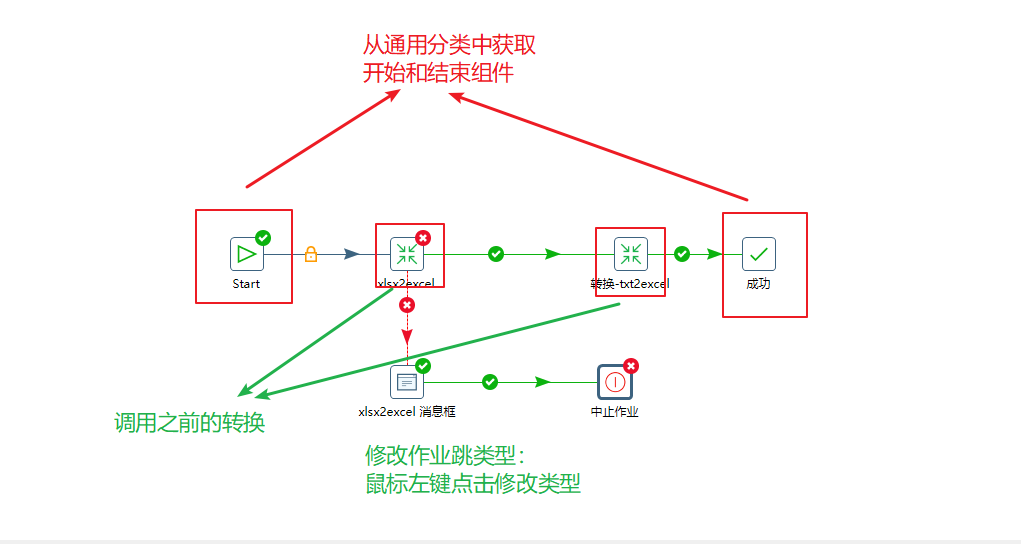 从通用分类中获取
开始和结束组件
Start
xlsx2excel
转换-txt2excel
成功
xlsx2excel 消息框
中止作业
调用之前的转换
修改作业跳类型：
鼠标左键点击修改类型